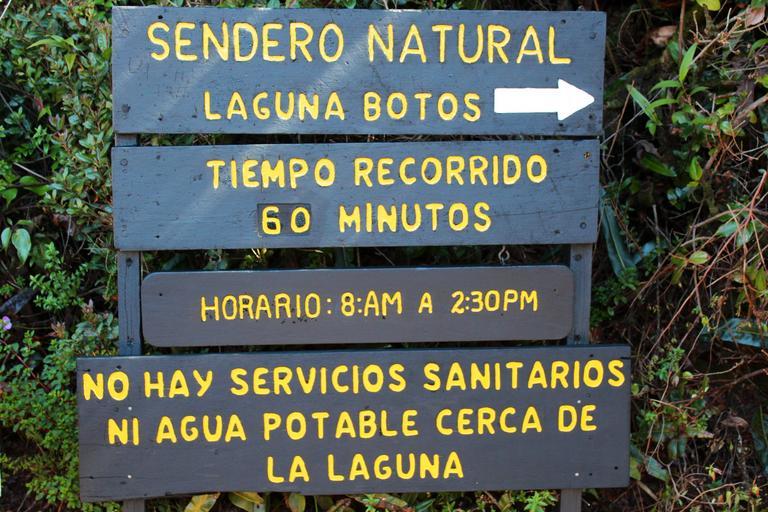 SENDERO NATURAL
LAGUNA BOTOS
TIEMPO RECORRIDO
60 MINUTOS
HORARIO: 8:AM A 2:30PM
NO HAY SERVICIOS SANITARIOS
NI AGUA POTABLE CERCA DE
LA LAGUNA